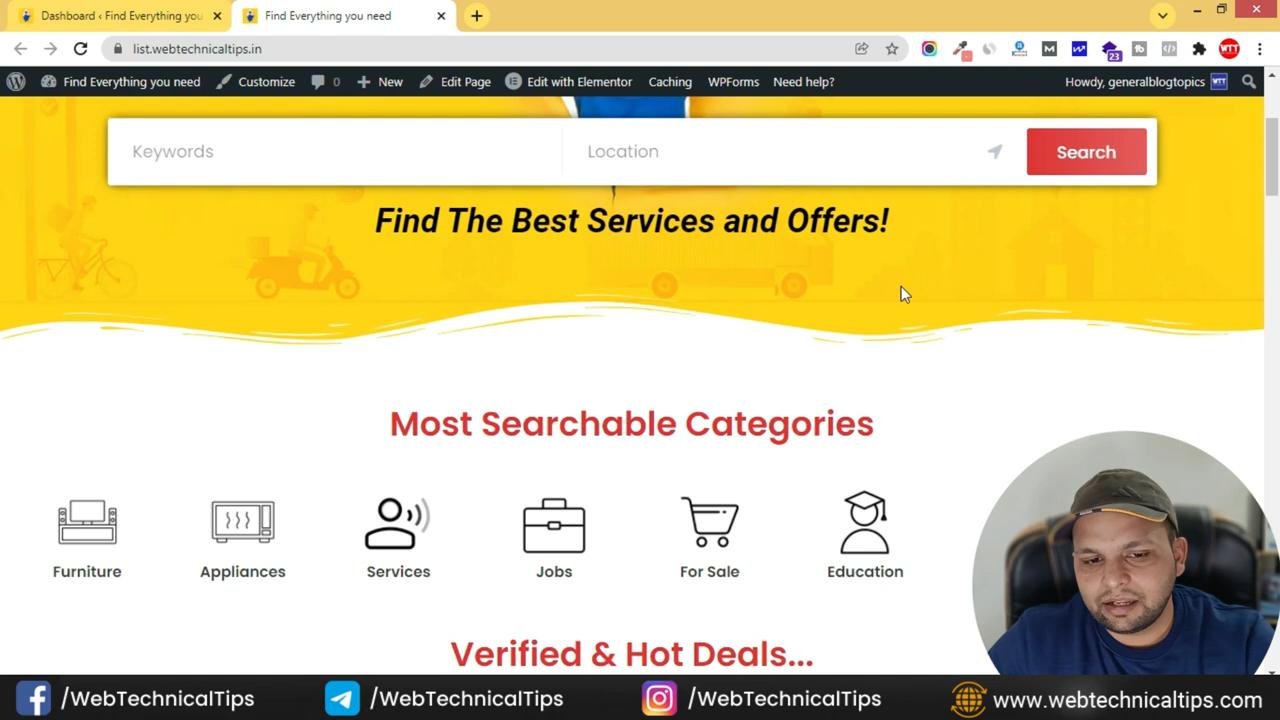 Dashboard ‹ Find Everything you
Find Everything you need
list.webtechnicaltips.in
23
WTT
Find Everything you need
Customize
0
New
Edit Page
Edit with Elementor
Caching
WPForms
Need help?
Howdy, generalblogtopics
Keywords
Location
Search
Find The Best Services and Offers!
Most Searchable Categories
Furniture
Appliances
Services
Jobs
For Sale
Education
Verified & Hot Deals...
/WebTechnicalTips
/WebTechnicalTips
/WebTechnicalTips
www.webtechnicaltips.com